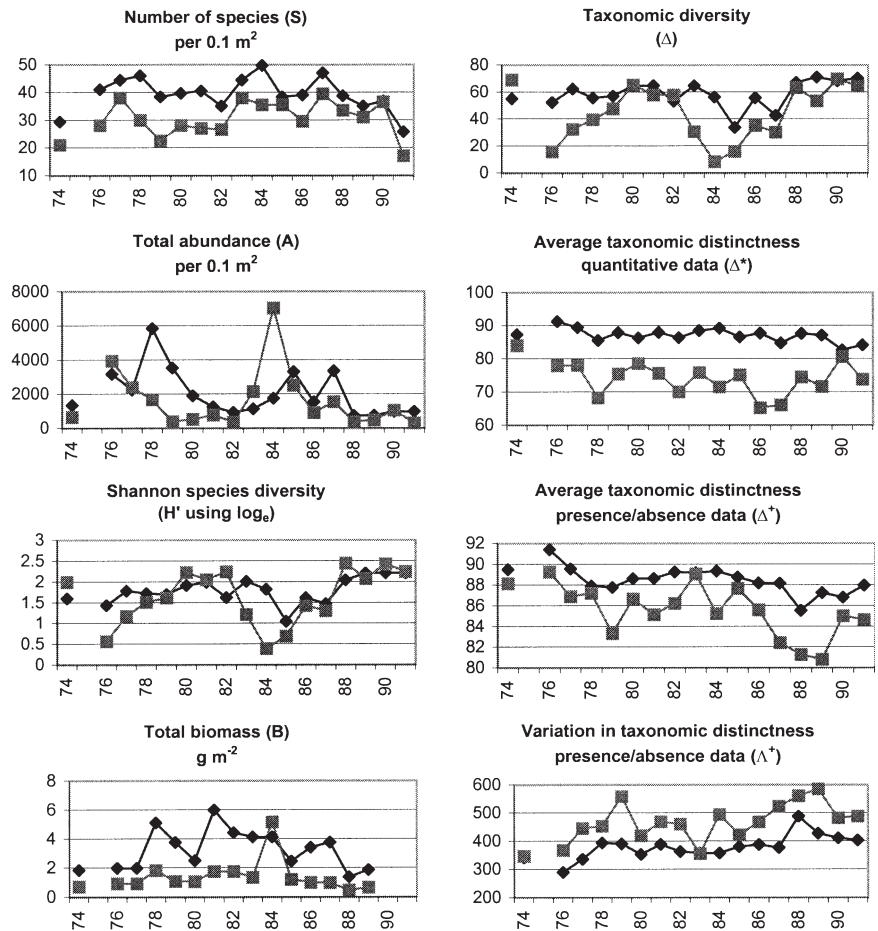 Number of species (S)
per 0.1 m²
50
40
30
20
10
74 76 78 80 82 84 86 88 90
Taxonomic diversity
(Δ)
80
60
40
20
0
74 76 78 80 82 84 86 88 90
Total abundance (A)
per 0.1 m²
8000
6000
4000
2000
0
74 76 78 80 82 84 86 88 90
Average taxonomic distinctness
quantitative data (Δ*)
100
90
80
70
60
74 76 78 80 82 84 86 88 90
Shannon species diversity
(H' using logₑ)
3
2.5
2
1.5
1
0.5
0
74 76 78 80 82 84 86 88 90
Average taxonomic distinctness
presence/absence data (Δ⁺)
92
90
88
86
84
82
80
74 76 78 80 82 84 86 88 90
Total biomass (B)
g m⁻²
8
6
4
2
0
74 76 78 80 82 84 86 88 90
Variation in taxonomic distinctness
presence/absence data (Λ⁺)
600
500
400
300
200
74 76 78 80 82 84 86 88 90